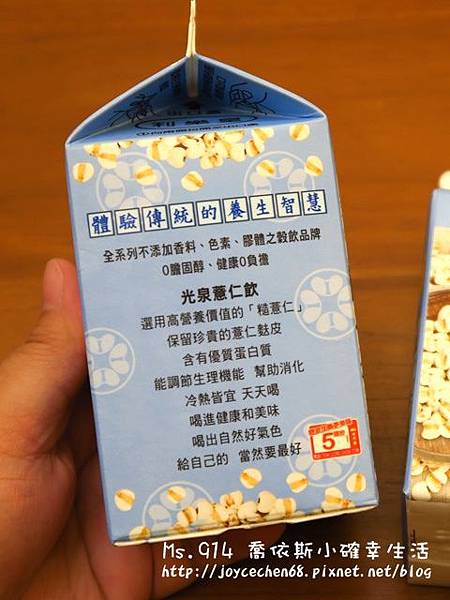 體驗傳統的養生智慧
全系列不添加香料、色素、膠體之穀飲品牌
0膽固醇、健康0負擔
光泉薏仁飲
選用高營養價值的「糙薏仁」
保留珍貴的薏仁麩皮
含有優質蛋白質
能調節生理機能 幫助消化
冷熱皆宜 天天喝
喝進健康和美味
喝出自然好氣色
給自己的 當然要最好
5
Ms.914 喬依斯小確幸生活
http://joycechen68.pixnet.net/blog